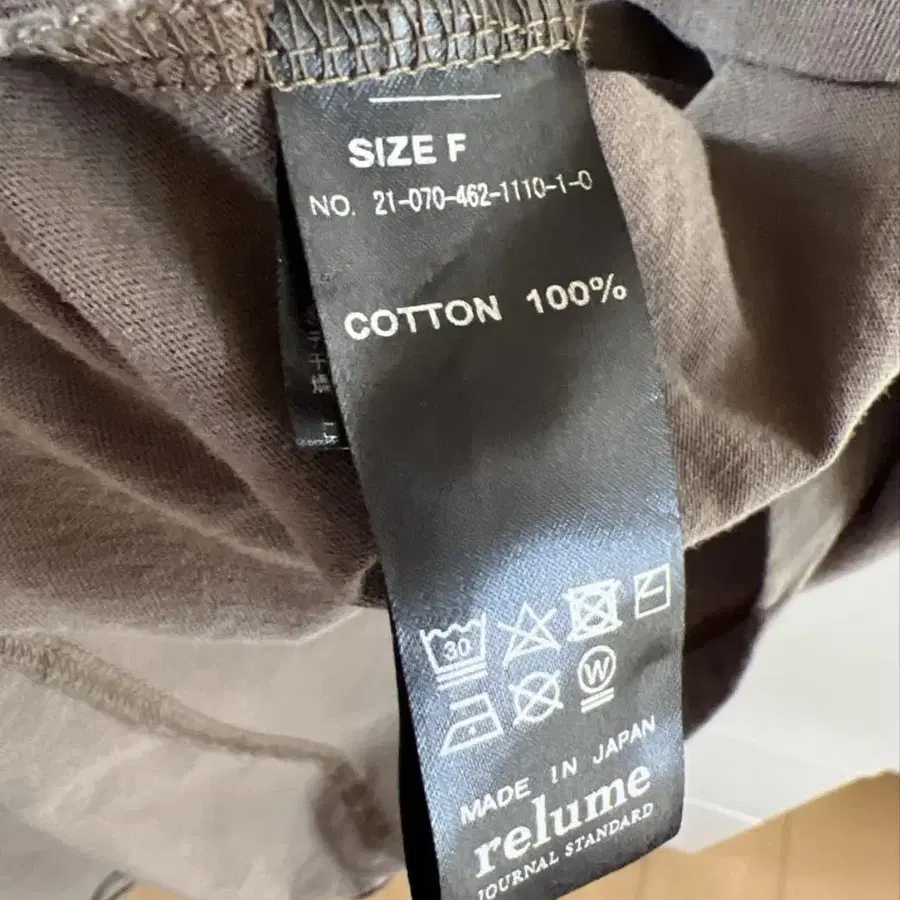 SIZE F
NO. 21-070-462-1110-1-0
COTTON 100%
30
W
MADE IN JAPAN
relume
JOURNAL STANDARD